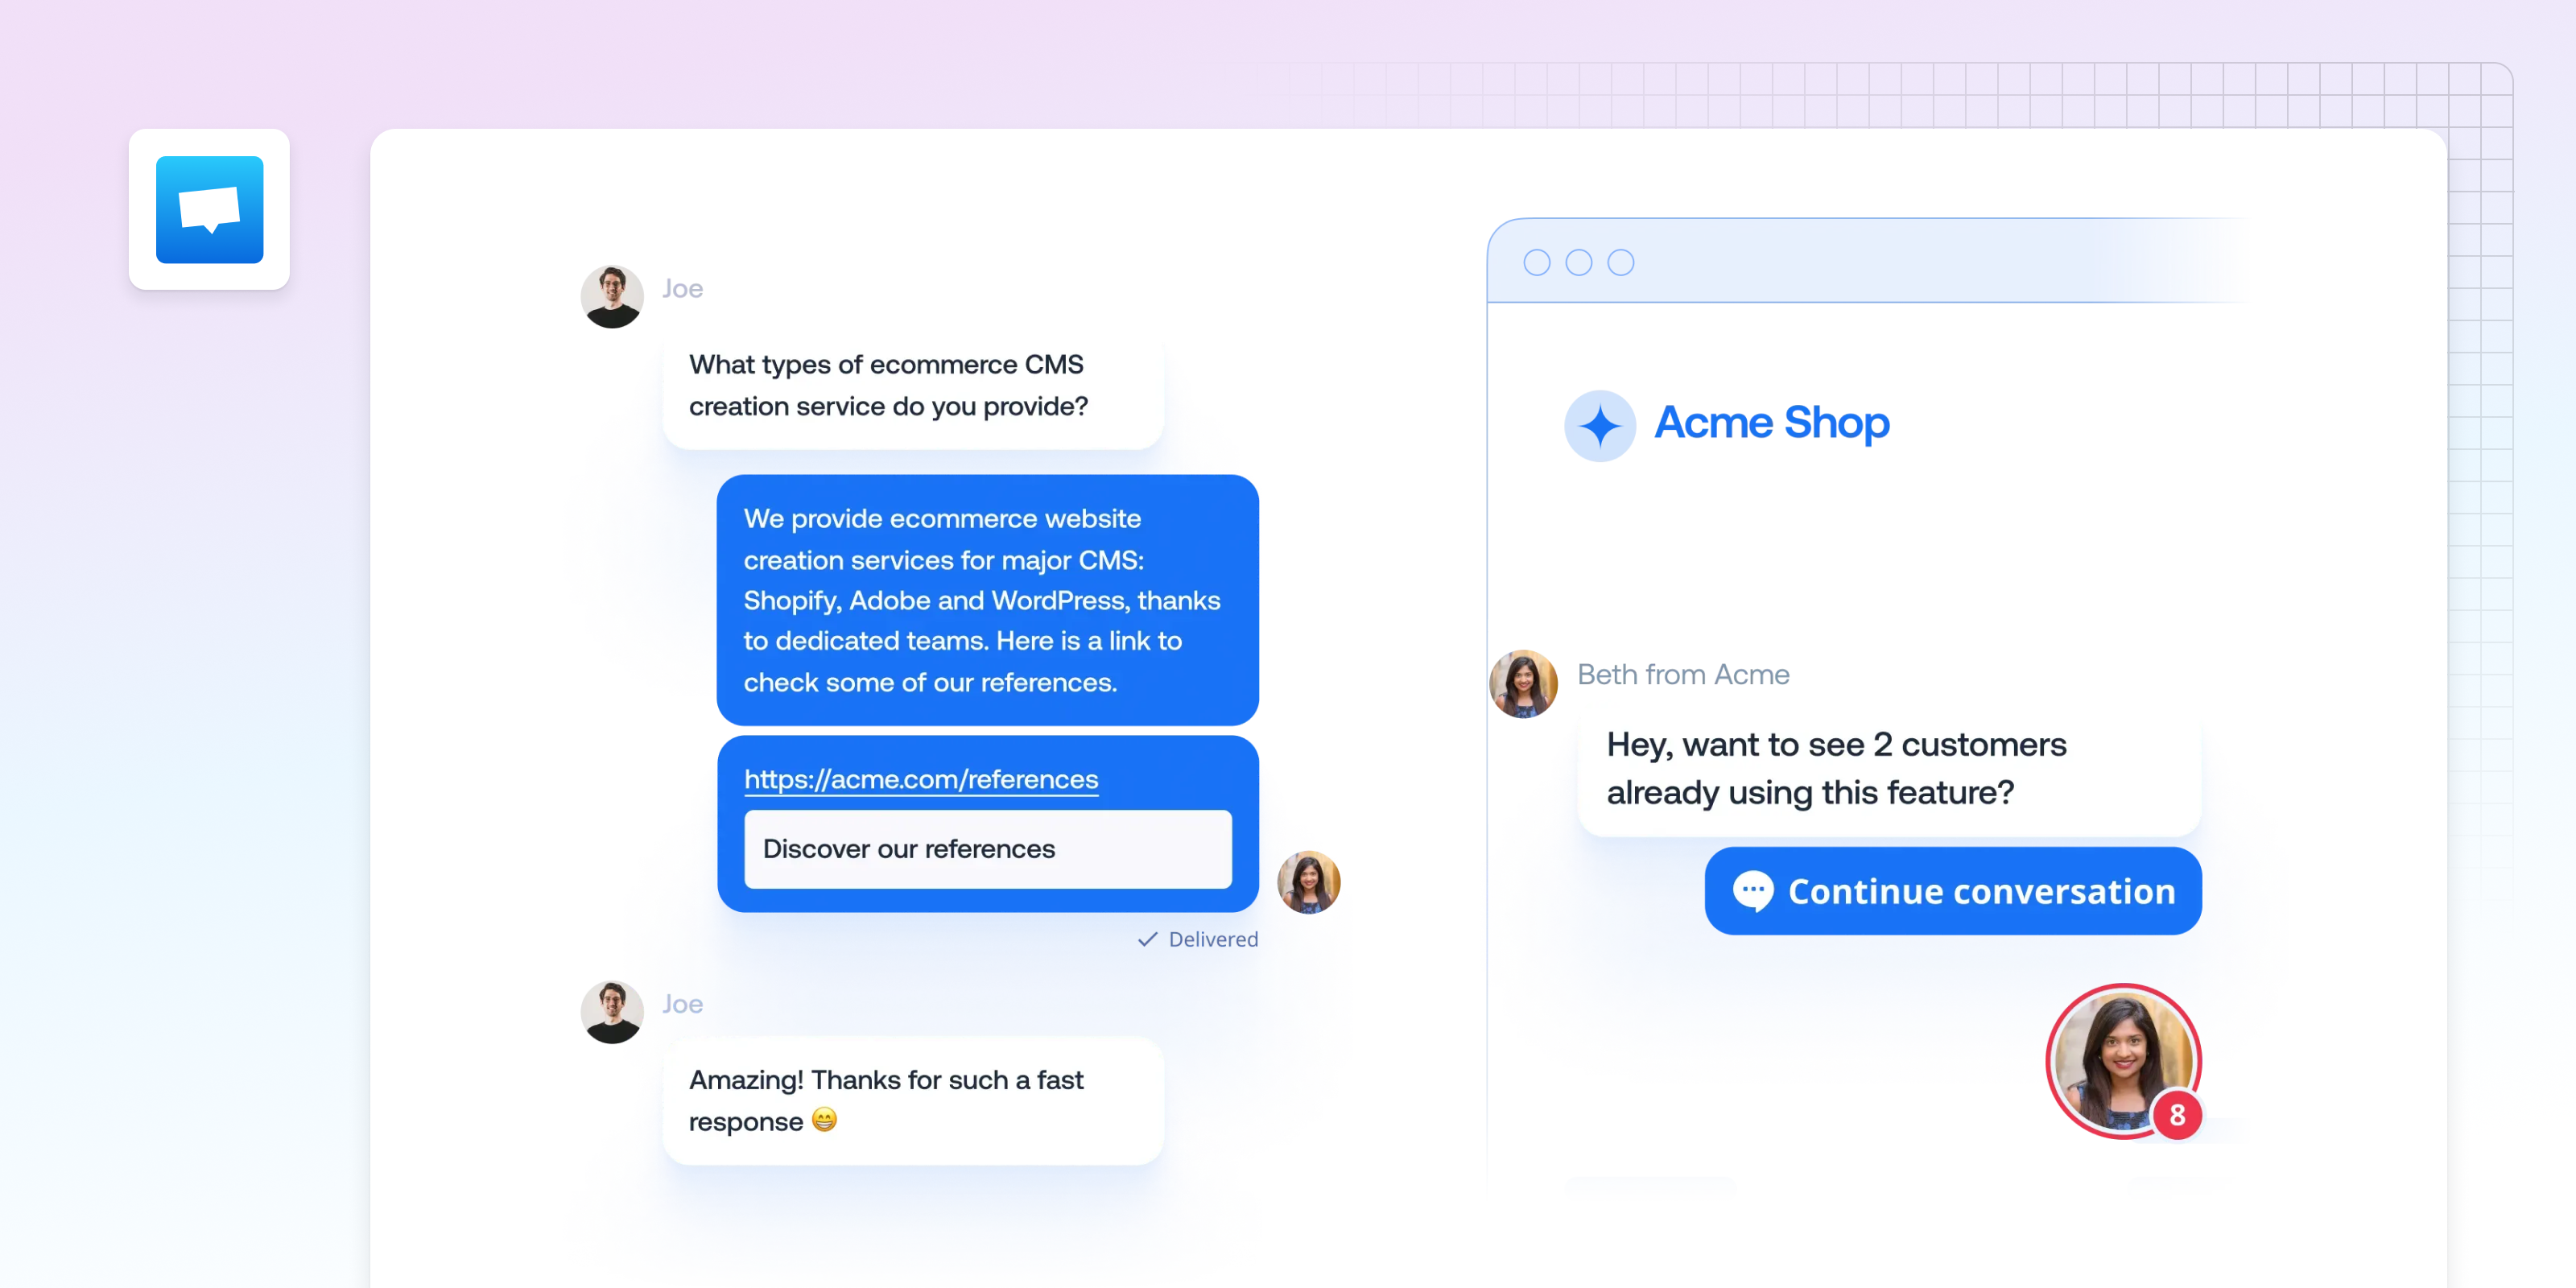 Joe
What types of ecommerce CMS
creation service do you provide?
We provide ecommerce website
creation services for major CMS:
Shopify, Adobe and WordPress, thanks
to dedicated teams. Here is a link to
check some of our references.
https://acme.com/references
Discover our references
Delivered
Joe
Amazing! Thanks for such a fast
response 😁
Acme Shop
Beth from Acme
Hey, want to see 2 customers
already using this feature?
Continue conversation
8